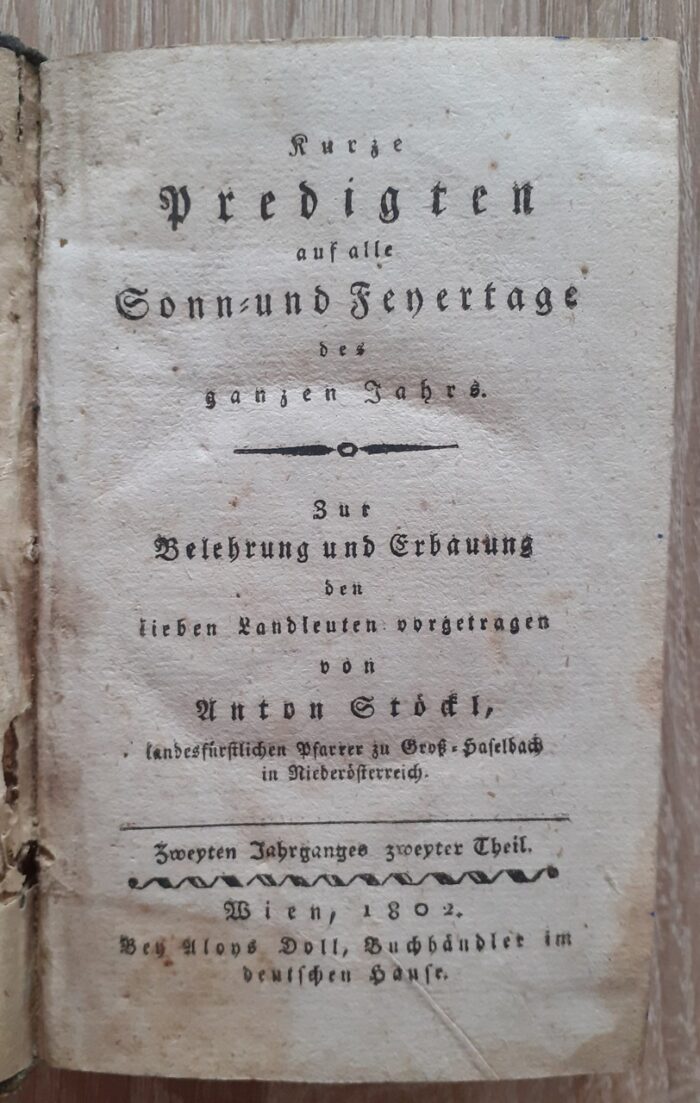 Kurze
Predigten
auf alle
Sonn-und Feyertage
des
ganzen Jahrs.
Zur
Belehrung und Erbauung
den
lieben Landleuten vorgetragen
von
Anton Stöckl,
landesfürstlichen Pfarrer zu Groß-Haselbach
in Niederösterreich.
Zweyten Jahrganges zweyter Theil.
Wien, 1802.
Bey Aloys Doll, Buchhändler im
deutschen Hause.